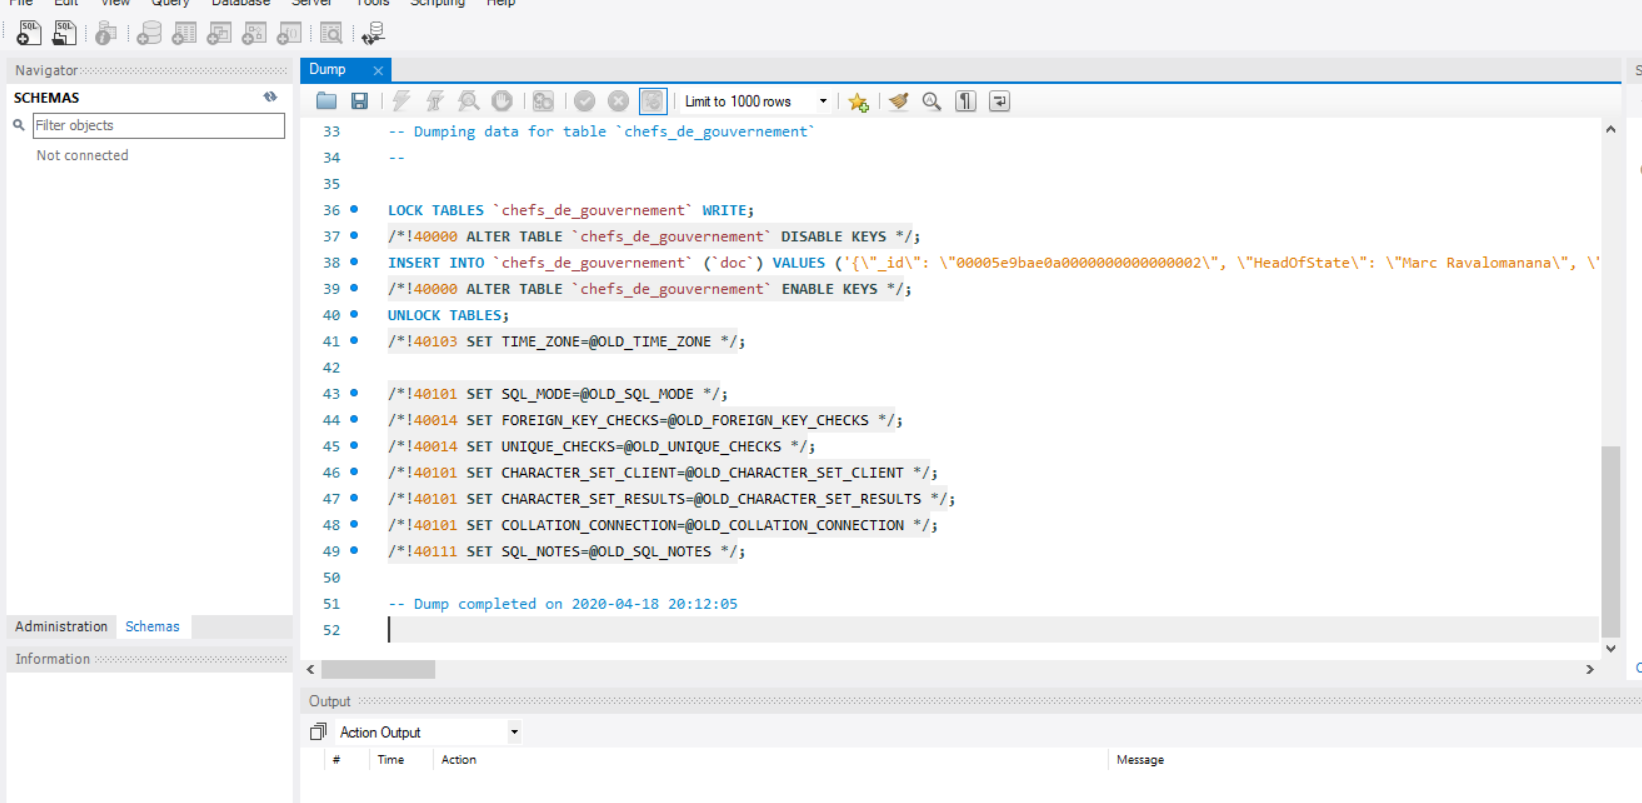 File Edit View Query Database Server Tools Scripting Help
SQL SQL
Navigator
SCHEMAS
Filter objects
Not connected
Administration Schemas
Information
Dump
Limit to 1000 rows
33 -- Dumping data for table `chefs_de_gouvernement`
34 --
35
36 LOCK TABLES `chefs_de_gouvernement` WRITE;
37 /*!40000 ALTER TABLE `chefs_de_gouvernement` DISABLE KEYS */;
38 INSERT INTO `chefs_de_gouvernement` (`doc`) VALUES ('{\"_id\": \"00005e9bae0a0000000000000002\", \"HeadOfState\": \"Marc Ravalomanana\", \"
39 /*!40000 ALTER TABLE `chefs_de_gouvernement` ENABLE KEYS */;
40 UNLOCK TABLES;
41 /*!40103 SET TIME_ZONE=@OLD_TIME_ZONE */;
42
43 /*!40101 SET SQL_MODE=@OLD_SQL_MODE */;
44 /*!40014 SET FOREIGN_KEY_CHECKS=@OLD_FOREIGN_KEY_CHECKS */;
45 /*!40014 SET UNIQUE_CHECKS=@OLD_UNIQUE_CHECKS */;
46 /*!40101 SET CHARACTER_SET_CLIENT=@OLD_CHARACTER_SET_CLIENT */;
47 /*!40101 SET CHARACTER_SET_RESULTS=@OLD_CHARACTER_SET_RESULTS */;
48 /*!40101 SET COLLATION_CONNECTION=@OLD_COLLATION_CONNECTION */;
49 /*!40111 SET SQL_NOTES=@OLD_SQL_NOTES */;
50
51 -- Dump completed on 2020-04-18 20:12:05
52
Output
Action Output
# Time Action Message